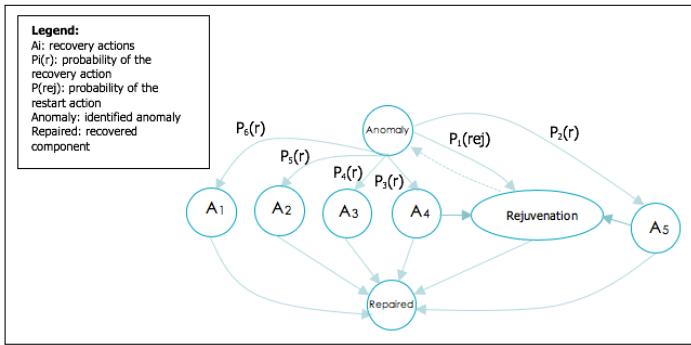 Legend:
Ai: recovery actions
Pi(r): probability of the
recovery action
P(rej): probability of the
restart action
Anomaly: identified anomaly
Repaired: recovered
component
Anomaly
P6(r)
P5(r)
P4(r)
P3(r)
P1(rej)
P2(r)
A1
A2
A3
A4
Rejuvenation
A5
Repaired